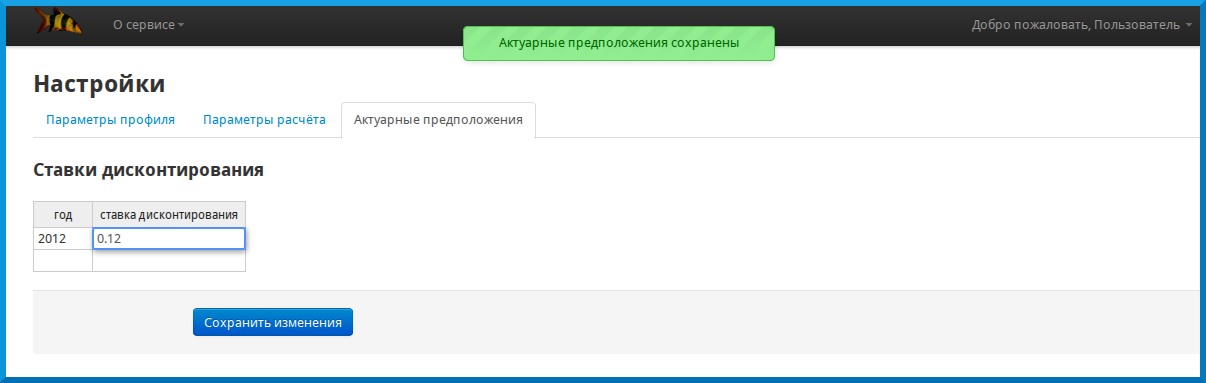 О сервисе
Добро пожаловать, Пользователь
Актуарные предположения сохранены
Настройки
Параметры профиля
Параметры расчёта
Актуарные предположения
Ставки дисконтирования
год ставка дисконтирования
2012 0.12
Сохранить изменения